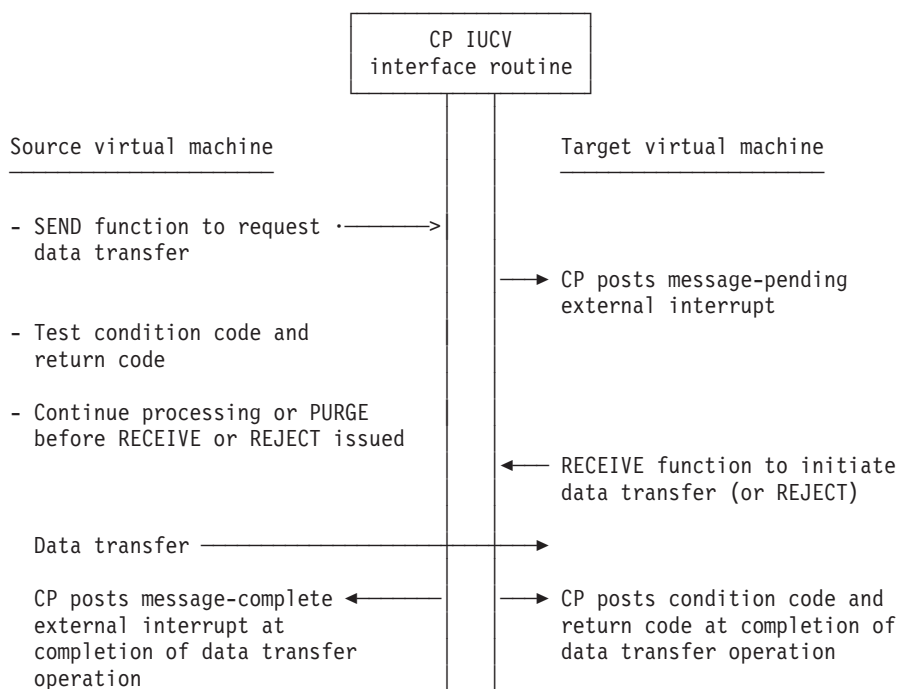 CP IUCV
interface routine
Source virtual machine
Target virtual machine
- SEND function to request
data transfer
CP posts message-pending
external interrupt
- Test condition code and
return code
- Continue processing or PURGE
before RECEIVE or REJECT issued
RECEIVE function to initiate
data transfer (or REJECT)
Data transfer
CP posts message-complete
external interrupt at
completion of data transfer
operation
CP posts condition code and
return code at completion of
data transfer operation